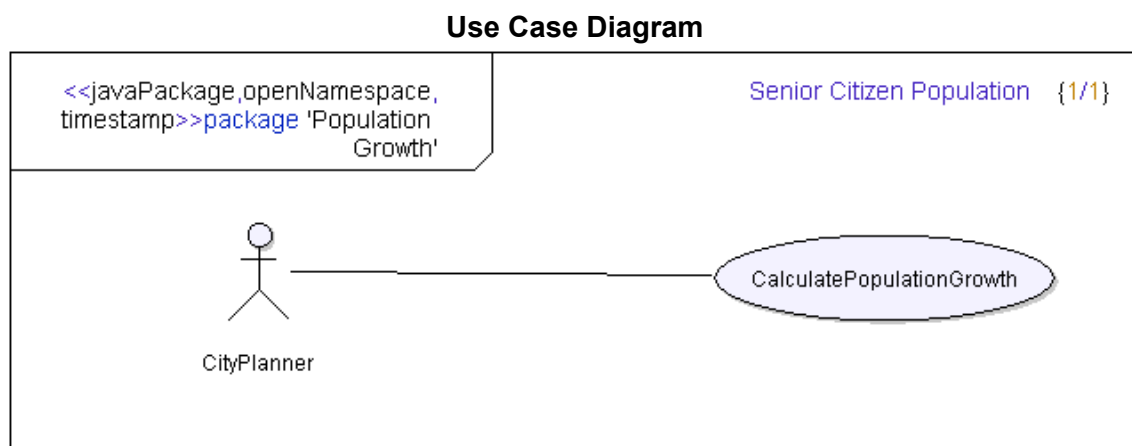 Use Case Diagram
<<javaPackage,openNamespace,
timestamp>>package 'Population
Growth'
Senior Citizen Population {1/1}
CalculatePopulationGrowth
CityPlanner